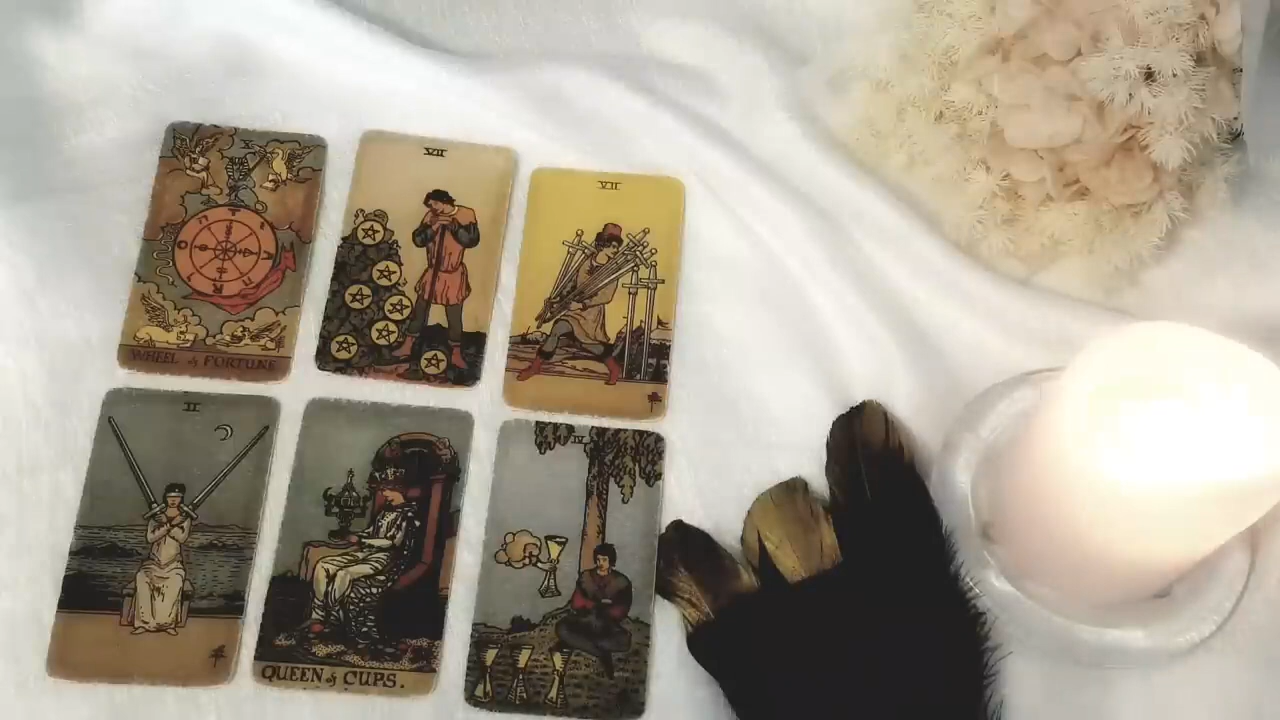 X
VII
VII
WHEEL of FORTUNE
II
IV
QUEEN of CUPS.